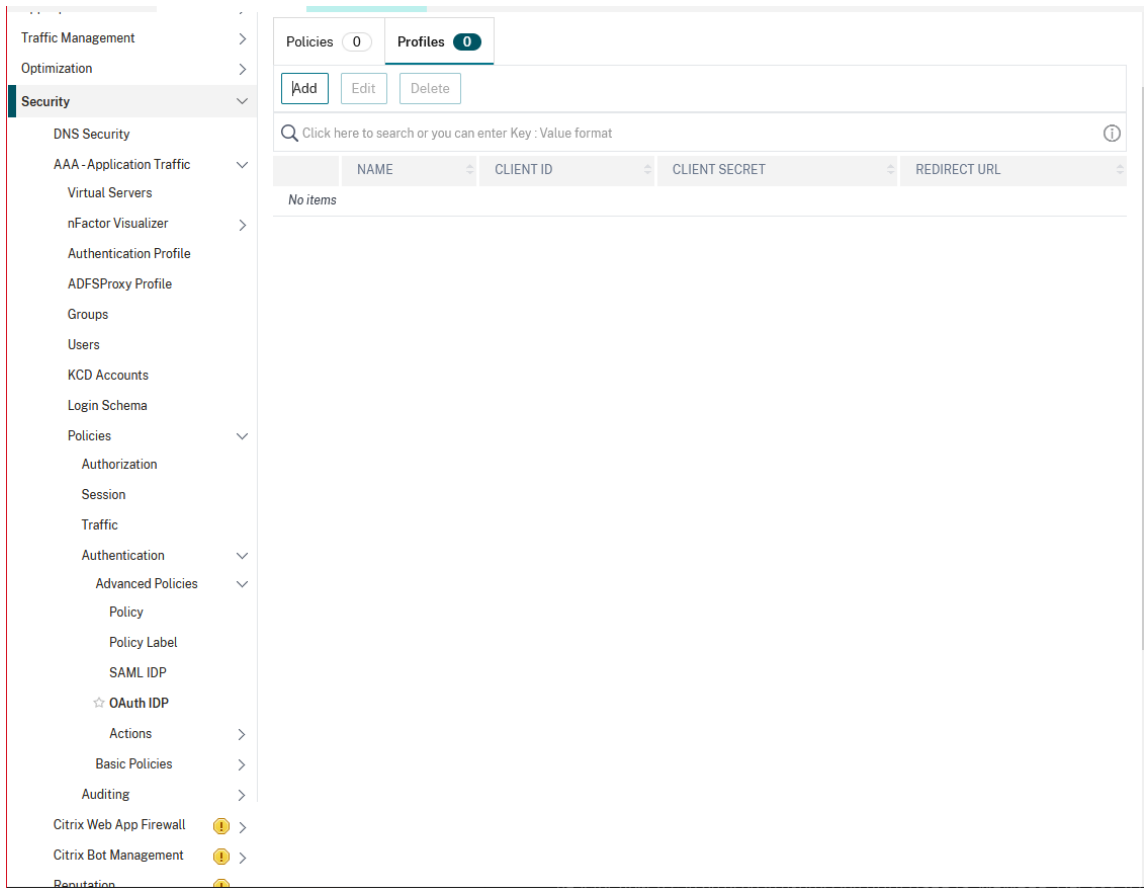 Traffic Management
Optimization
Security
DNS Security
AAA - Application Traffic
Virtual Servers
nFactor Visualizer
Authentication Profile
ADFSProxy Profile
Groups
Users
KCD Accounts
Login Schema
Policies
Authorization
Session
Traffic
Authentication
Advanced Policies
Policy
Policy Label
SAML IDP
OAuth IDP
Actions
Basic Policies
Auditing
Citrix Web App Firewall
Citrix Bot Management
Reputation
Policies 0 Profiles 0
Add Edit Delete
Click here to search or you can enter Key : Value format
NAME CLIENT ID CLIENT SECRET REDIRECT URL
No items